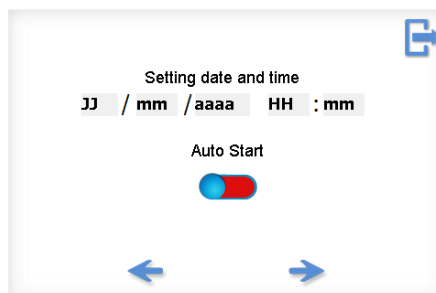 Setting date and time
JJ / mm / aaaa HH : mm
Auto Start